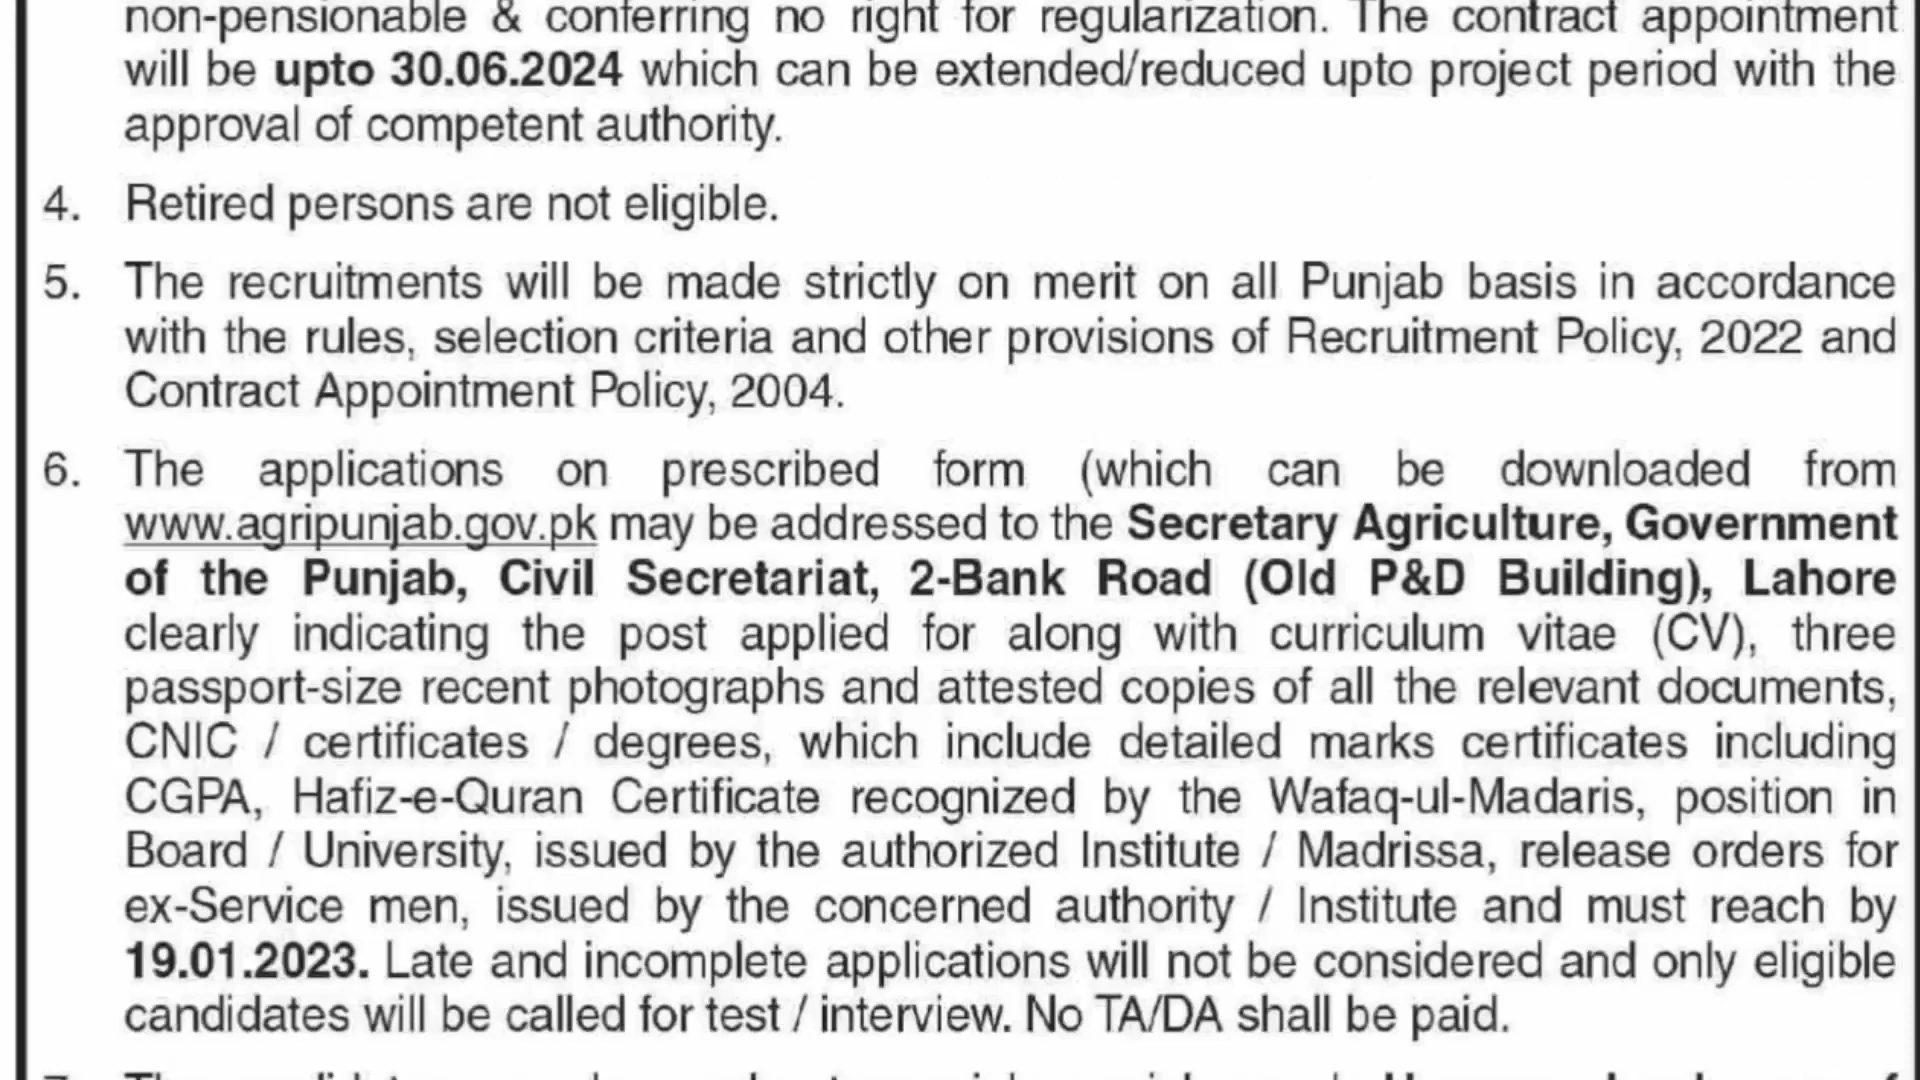 non-pensionable & conferring no right for regularization. The contract appointment
will be upto 30.06.2024 which can be extended/reduced upto project period with the
approval of competent authority.
4. Retired persons are not eligible.
5. The recruitments will be made strictly on merit on all Punjab basis in accordance
with the rules, selection criteria and other provisions of Recruitment Policy, 2022 and
Contract Appointment Policy, 2004.
6. The applications on prescribed form (which can be downloaded from
www.agripunjab.gov.pk may be addressed to the Secretary Agriculture, Government
of the Punjab, Civil Secretariat, 2-Bank Road (Old P&D Building), Lahore
clearly indicating the post applied for along with curriculum vitae (CV), three
passport-size recent photographs and attested copies of all the relevant documents,
CNIC / certificates / degrees, which include detailed marks certificates including
CGPA, Hafiz-e-Quran Certificate recognized by the Wafaq-ul-Madaris, position in
Board / University, issued by the authorized Institute / Madrissa, release orders for
ex-Service men, issued by the concerned authority / Institute and must reach by
19.01.2023. Late and incomplete applications will not be considered and only eligible
candidates will be called for test / interview. No TA/DA shall be paid.